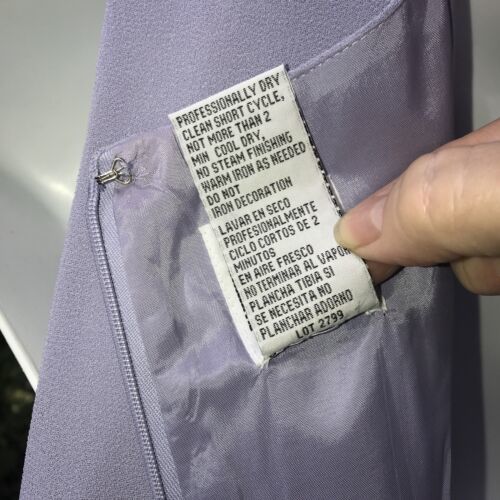 PROFESSIONALLY DRY
CLEAN SHORT CYCLE,
NOT MORE THAN 2
MIN COOL DRY,
NO STEAM FINISHING
WARM IRON AS NEEDED
DO NOT
IRON DECORATION
LAVAR EN SECO
PROFESIONALMENTE
CICLO CORTOS DE 2
MINUTOS
EN AIRE FRESCO
NO TERMINAR AL VAPOR
PLANCHA TIBIA SI
SE NECESITA NO
PLANCHAR ADORNO
LOT 2799